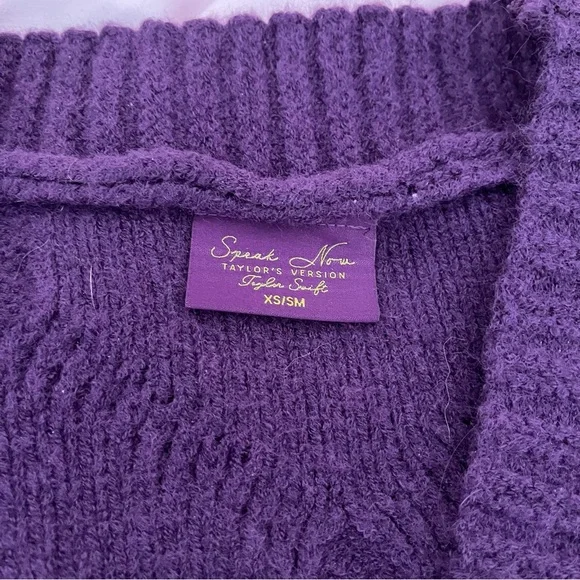 Speak Now
TAYLOR'S VERSION
Taylor Swift
XS/SM